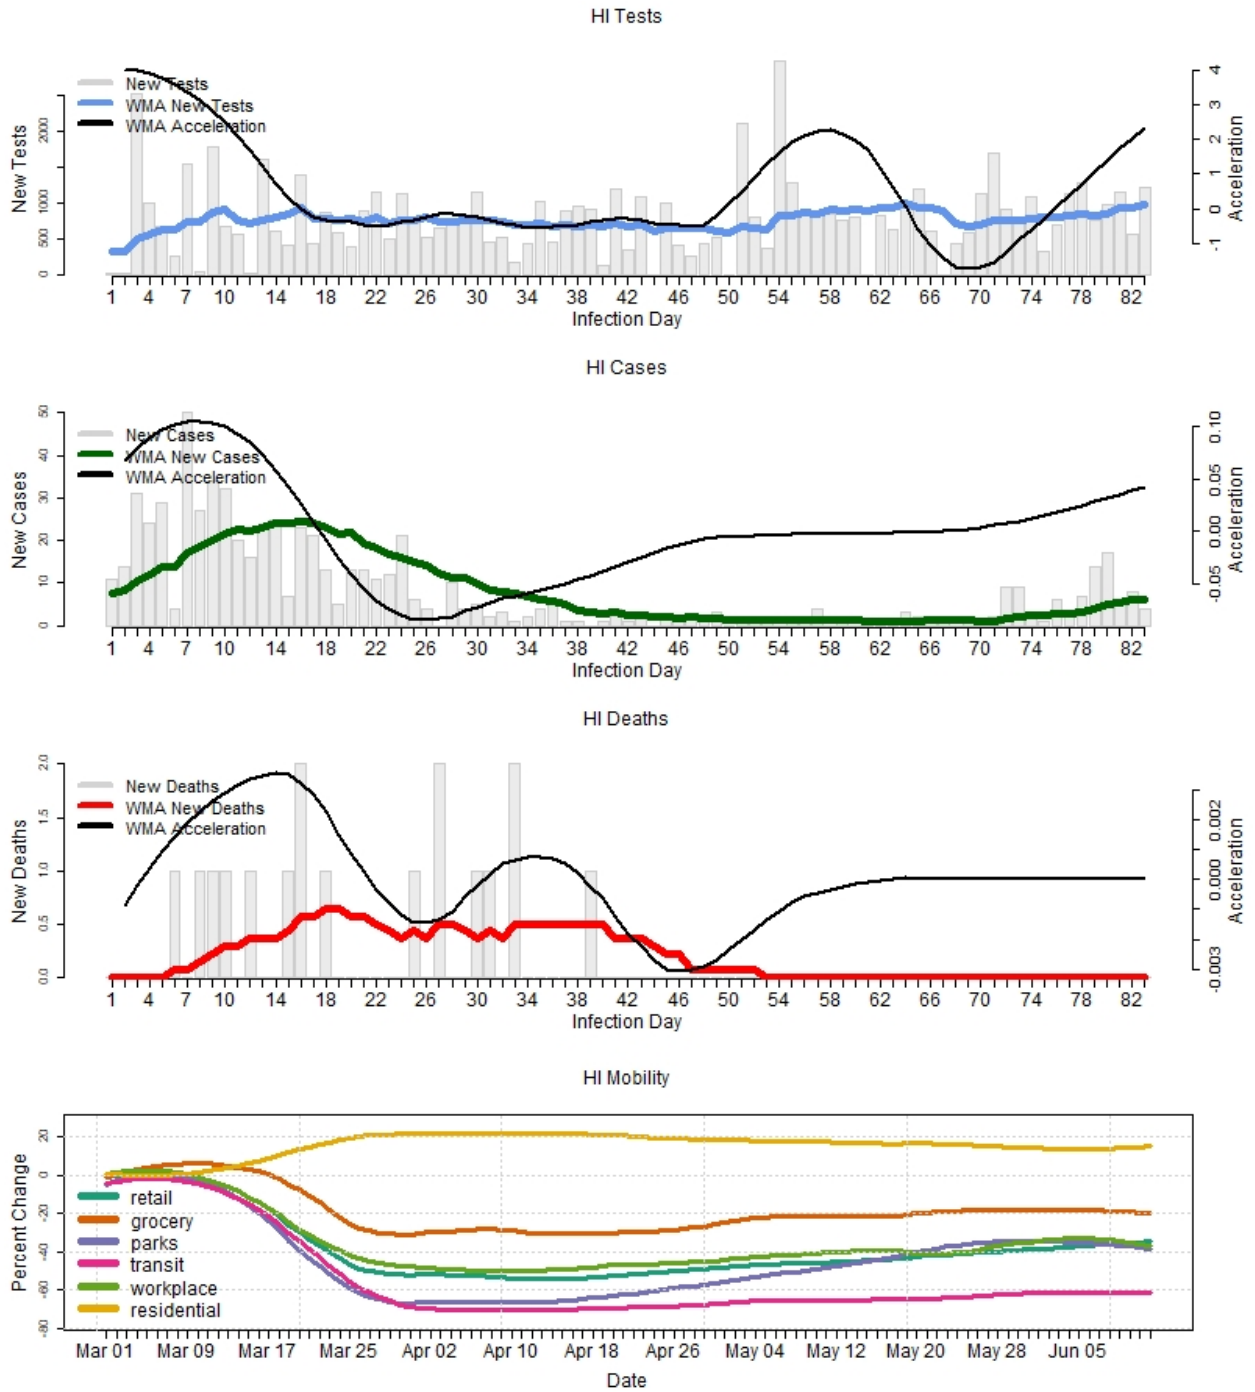 HI Tests
New Tests
WMA New Tests
WMA Acceleration
New Tests
0 500 1000 2000
-1 0 1 2 3 4
Acceleration
1 4 7 10 14 18 22 26 30 34 38 42 46 50 54 58 62 66 70 74 78 82
Infection Day
HI Cases
New Cases
WMA New Cases
WMA Acceleration
New Cases
0 10 20 30 40 50
-0.05 0.00 0.05 0.10
Acceleration
1 4 7 10 14 18 22 26 30 34 38 42 46 50 54 58 62 66 70 74 78 82
Infection Day
HI Deaths
New Deaths
WMA New Deaths
WMA Acceleration
New Deaths
0.0 0.5 1.0 1.5 2.0
-0.003 0.000 0.002
Acceleration
1 4 7 10 14 18 22 26 30 34 38 42 46 50 54 58 62 66 70 74 78 82
Infection Day
HI Mobility
Percent Change
-80 -60 -40 -20 0 20
retail
grocery
parks
transit
workplace
residential
Mar 01 Mar 09 Mar 17 Mar 25 Apr 02 Apr 10 Apr 18 Apr 26 May 04 May 12 May 20 May 28 Jun 05
Date